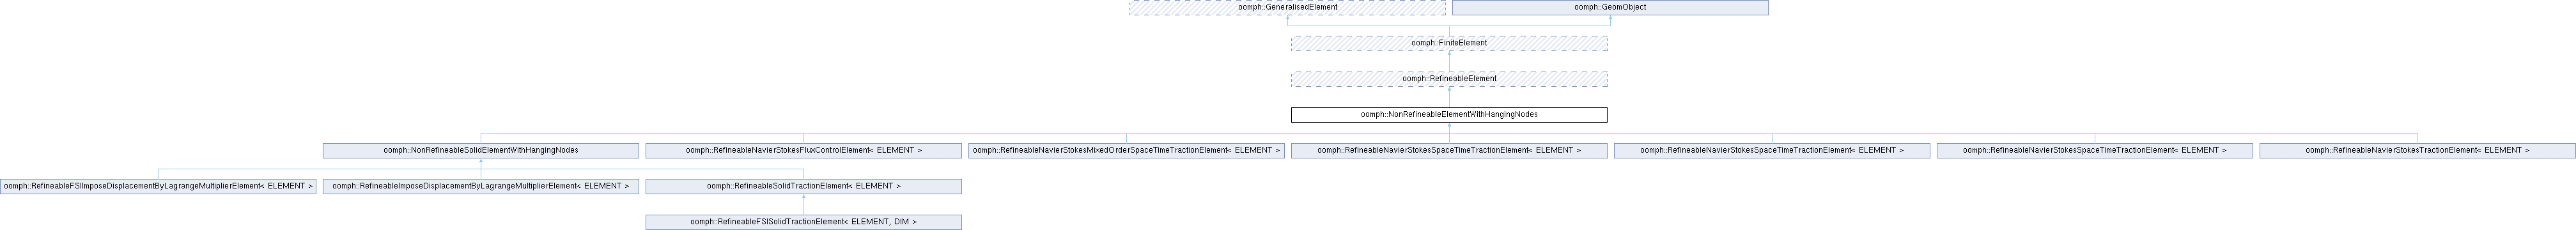 oomph::GeneralisedElement
oomph::GeomObject
oomph::FiniteElement
oomph::RefineableElement
oomph::NonRefineableElementWithHangingNodes
oomph::NonRefineableSolidElementWithHangingNodes
oomph::RefineableNavierStokesFluxControlElement< ELEMENT >
oomph::RefineableNavierStokesMixedOrderSpaceTimeTractionElement< ELEMENT >
oomph::RefineableNavierStokesSpaceTimeTractionElement< ELEMENT >
oomph::RefineableNavierStokesSpaceTimeTractionElement< ELEMENT >
oomph::RefineableNavierStokesSpaceTimeTractionElement< ELEMENT >
oomph::RefineableNavierStokesTractionElement< ELEMENT >
oomph::RefineableFSIImposeDisplacementByLagrangeMultiplierElement< ELEMENT >
oomph::RefineableImposeDisplacementByLagrangeMultiplierElement< ELEMENT >
oomph::RefineableSolidTractionElement< ELEMENT >
oomph::RefineableFSISolidTractionElement< ELEMENT, DIM >